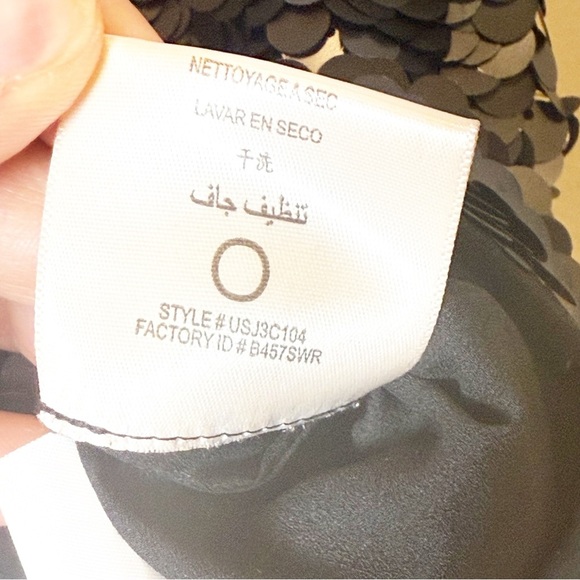 NETTOYAGE A SEC
LAVAR EN SECO
干洗
تنظيف جاف
STYLE # USJ3C104
FACTORY ID # B457SWR